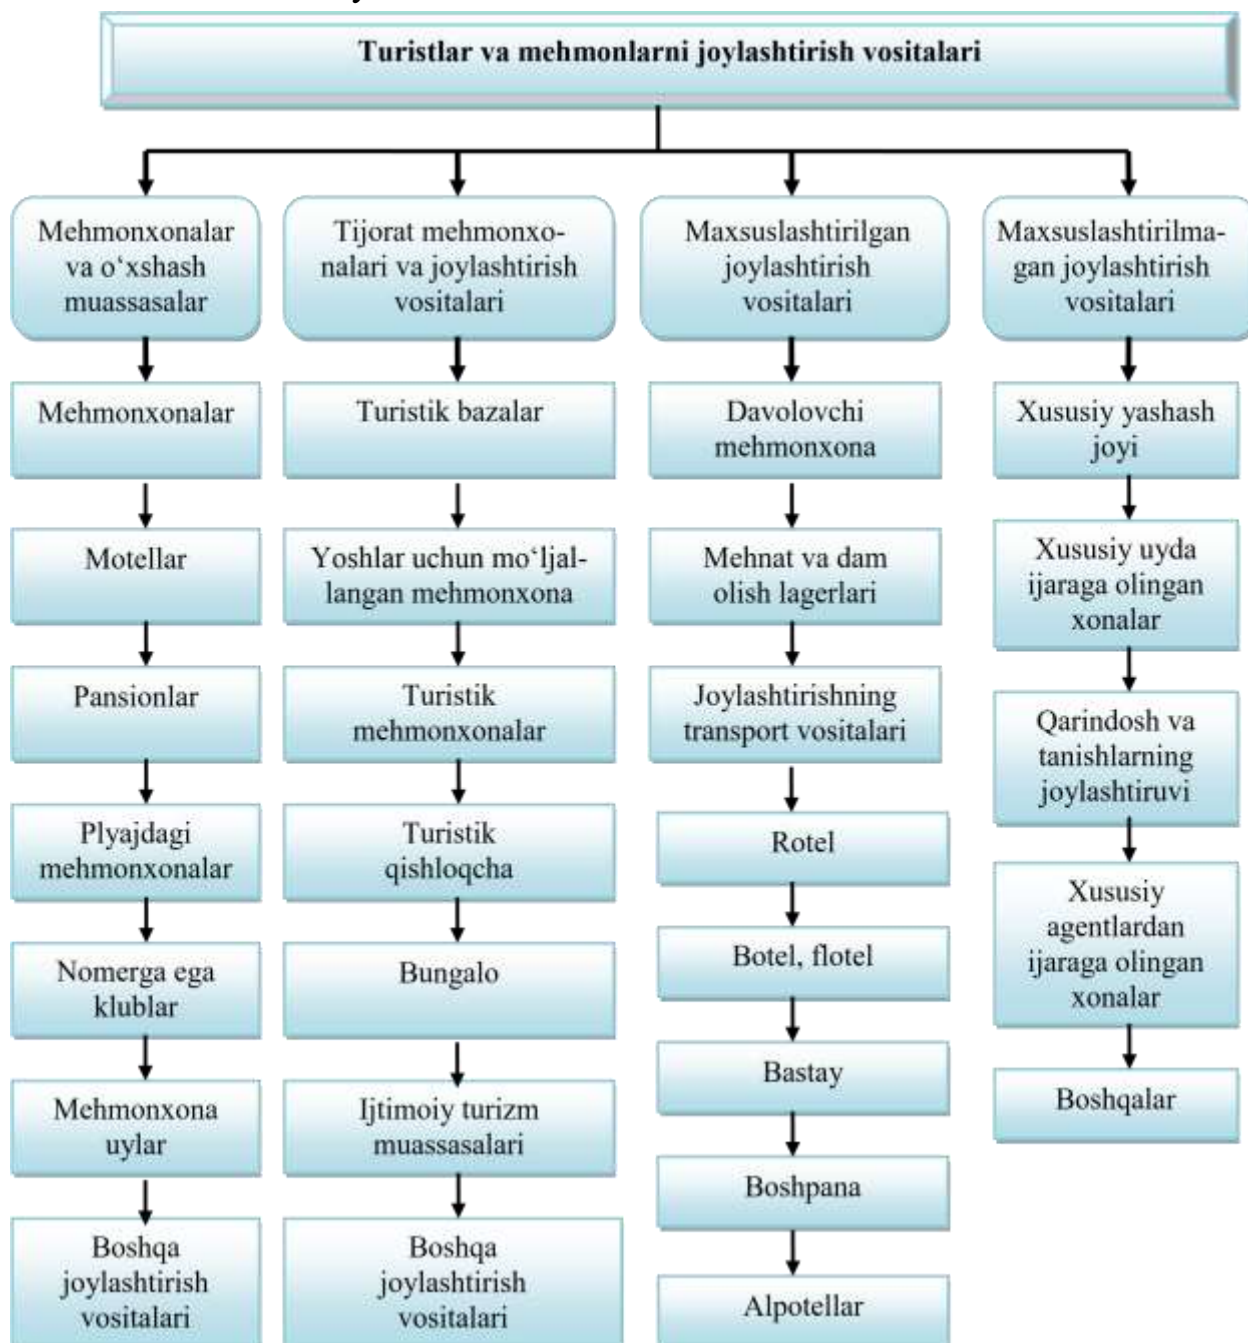 Turistlar va mehmonlarni joylashtirish vositalari
Mehmonxonalar
va o‘xshash
muassasalar
Mehmonxonalar
Motellar
Pansionlar
Plyajdagi
mehmonxonalar
Nomerga ega
klublar
Mehmonxona
uylar
Boshqa
joylashtirish
vositalari
Tijorat mehmonxo-
nalari va joylashtirish
vositalari
Turistik bazalar
Yoshlar uchun mo‘ljal-
langan mehmonxona
Turistik
mehmonxonalar
Turistik
qishloqcha
Bungalo
Ijtimoiy turizm
muassasalari
Boshqa
joylashtirish
vositalari
Maxsuslashtirilgan
joylashtirish
vositalari
Davolovchi
mehmonxona
Mehnat va dam
olish lagerlari
Joylashtirishning
transport vositalari
Rotel
Botel, flotel
Bastay
Boshpana
Alpotellar
Maxsuslashtirilma-
gan joylashtirish
vositalari
Xususiy yashash
joyi
Xususiy uyda
ijaraga olingan
xonalar
Qarindosh va
tanishlarning
joylashtiruvi
Xususiy
agentlardan
ijaraga olingan
xonalar
Boshqalar